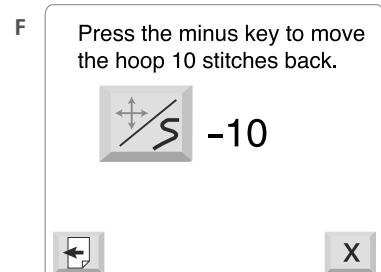 F
Press the minus key to move
the hoop 10 stitches back.
S -10
X